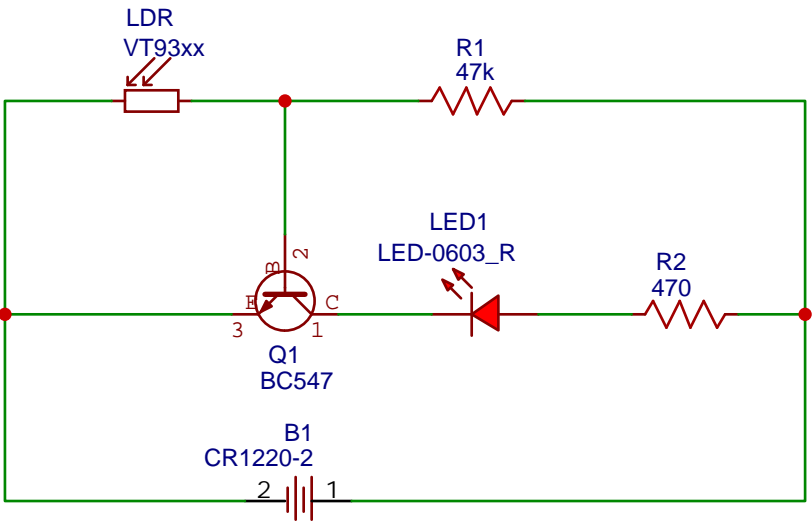 LDR
VT93xx
R1
47k
B
2
E
C
3
1
Q1
BC547
LED1
LED-0603_R
R2
470
B1
CR1220-2
2
1